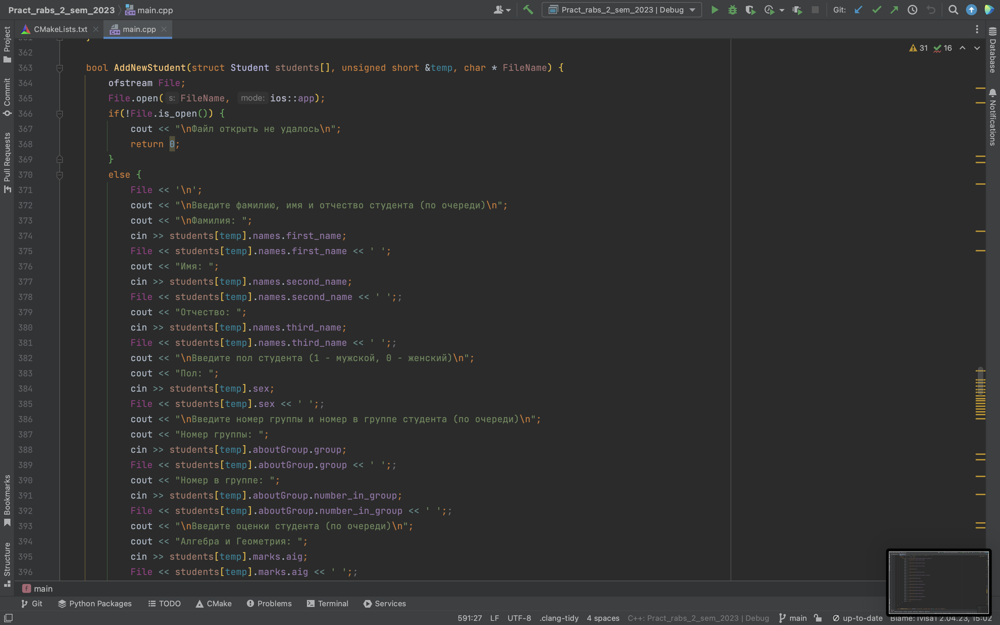 Pract_rabs_2_sem_2023 main.cpp
Pract_rabs_2_sem_2023 | Debug
Git:
CMakeLists.txt
main.cpp
31 16
Project
Commit
Pull Requests
Bookmarks
Structure
Database
Notifications
362
363 bool AddNewStudent(struct Student students[], unsigned short &temp, char * FileName) {
364 ofstream File;
365 File.open( s: FileName, mode: ios::app);
366 if(!File.is_open()) {
367 cout << "\nФайл открыть не удалось\n";
368 return 0;
369 }
370 else {
371 File << '\n';
372 cout << "\nВведите фамилию, имя и отчество студента (по очереди)\n";
373 cout << "\nФамилия: ";
374 cin >> students[temp].names.first_name;
375 File << students[temp].names.first_name << ' ';
376 cout << "Имя: ";
377 cin >> students[temp].names.second_name;
378 File << students[temp].names.second_name << ' ';;
379 cout << "Отчество: ";
380 cin >> students[temp].names.third_name;
381 File << students[temp].names.third_name << ' ';;
382 cout << "\nВведите пол студента (1 - мужской, 0 - женский)\n";
383 cout << "Пол: ";
384 cin >> students[temp].sex;
385 File << students[temp].sex << ' ';;
386 cout << "\nВведите номер группы и номер в группе студента (по очереди)\n";
387 cout << "Номер группы: ";
388 cin >> students[temp].aboutGroup.group;
389 File << students[temp].aboutGroup.group << ' ';;
390 cout << "Номер в группе: ";
391 cin >> students[temp].aboutGroup.number_in_group;
392 File << students[temp].aboutGroup.number_in_group << ' ';;
393 cout << "\nВведите оценки студента (по очереди)\n";
394 cout << "Алгебра и Геометрия: ";
395 cin >> students[temp].marks.aig;
396 File << students[temp].marks.aig << ' ';;
f main
Git Python Packages TODO CMake Problems Terminal Services
591:27 LF UTF-8 .clang-tidy 4 spaces C++: Pract_rabs_2_sem_2023 | Debug main up-to-date Blame: 2.04.23, 15:02